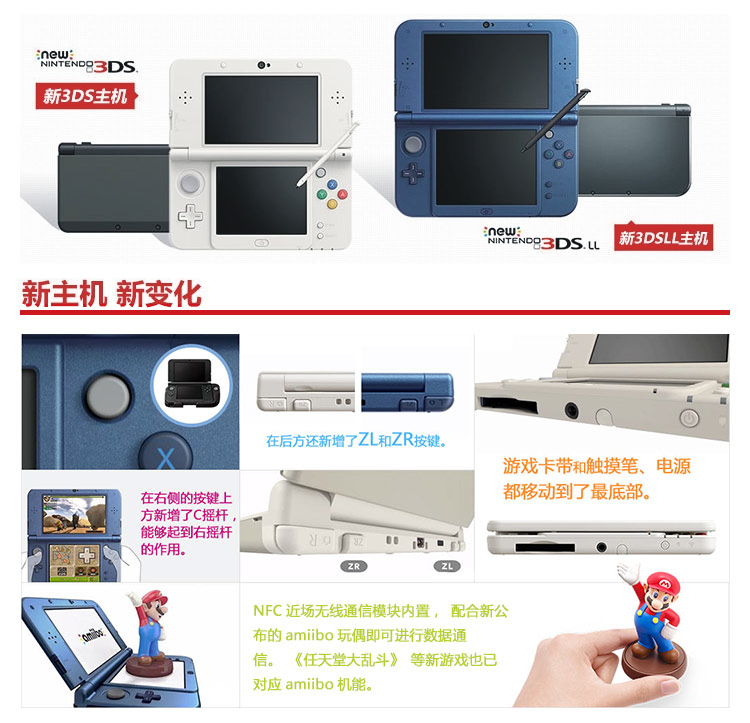 new
NINTENDO3DS
新3DS主机
new
NINTENDO3DS LL
新3DSLL主机
新主机 新变化
X
在后方还新增了ZL和ZR按键。
游戏卡带和触摸笔、电源
都移动到了最底部。
在右侧的按键上
方新增了C摇杆，
能够起到右摇杆
的作用。
ZR
ZL
NFC 近场无线通信模块内置， 配合新公
布的 amiibo 玩偶即可进行数据通
信。 《任天堂大乱斗》 等新游戏也已
对应 amiibo 机能。
amiibo